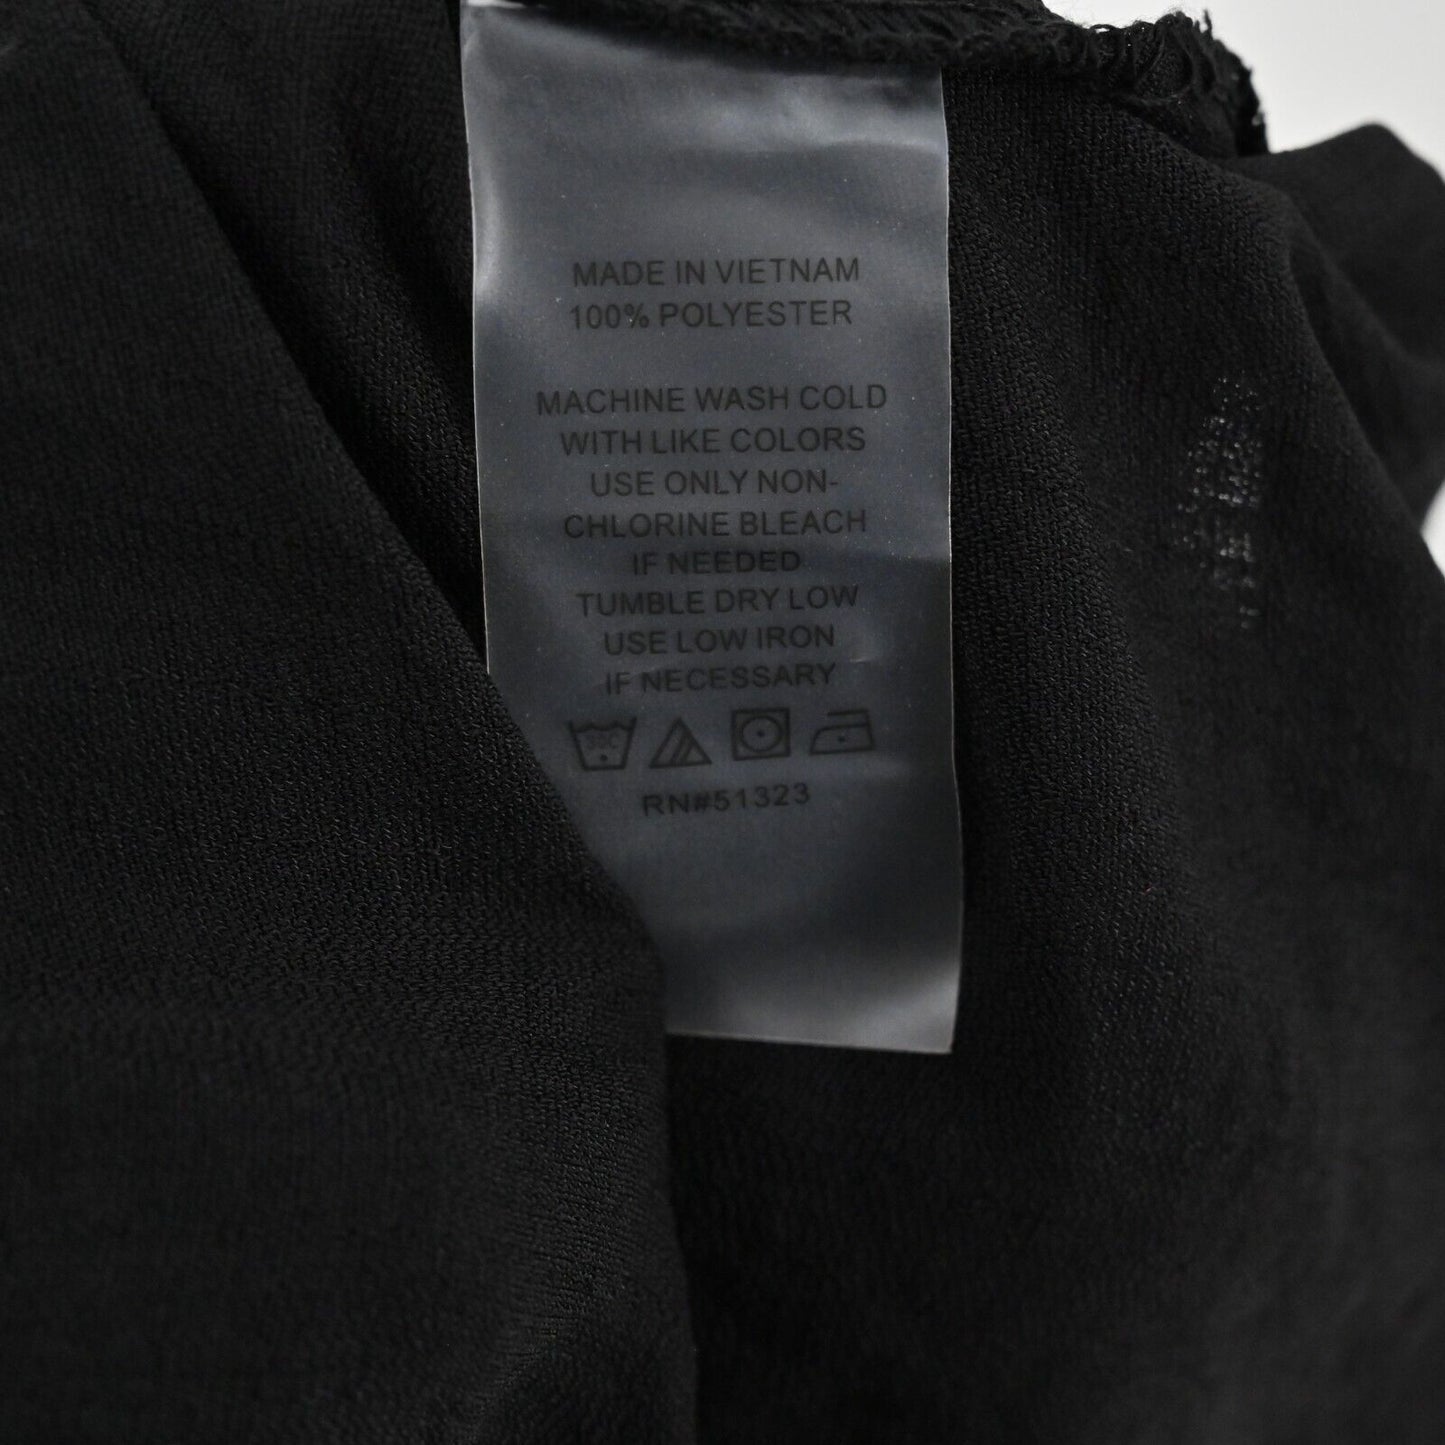 MADE IN VIETNAM
100% POLYESTER
MACHINE WASH COLD
WITH LIKE COLORS
USE ONLY NON-
CHLORINE BLEACH
IF NEEDED
TUMBLE DRY LOW
USE LOW IRON
IF NECESSARY
30C
RN#51323